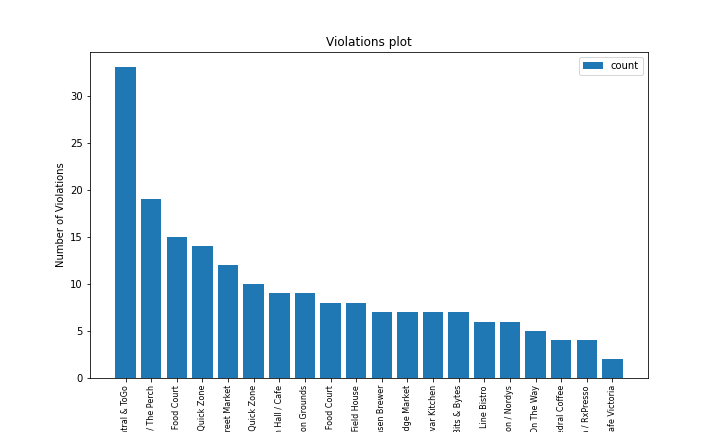 Violations plot
count
Number of Violations
30
25
20
15
10
5
0
ntral & ToGo
/ The Perch
Food Court
Quick Zone
reet Market
Quick Zone
Hall / Cafe
on Grounds
Food Court
Field House
sen Brewer
dge Market
var Kitchen
Bits & Bytes
Line Bistro
on / Nordys
On The Way
dral Coffee
/ RxPresso
afe Victoria